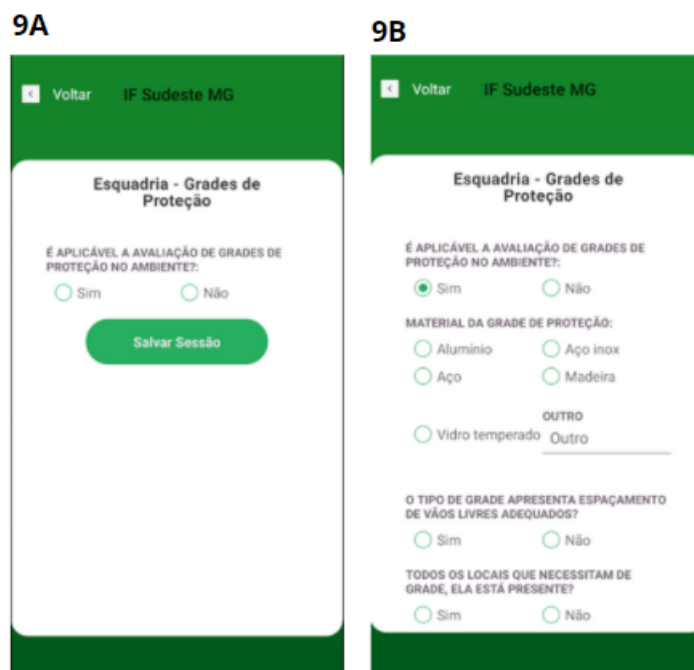 9A
Voltar IF Sudeste MG
Esquadria - Grades de
Proteção
É APLICÁVEL A AVALIAÇÃO DE GRADES DE
PROTEÇÃO NO AMBIENTE?:
Sim Não
Salvar Sessão
9B
Voltar IF Sudeste MG
Esquadria - Grades de
Proteção
É APLICÁVEL A AVALIAÇÃO DE GRADES DE
PROTEÇÃO NO AMBIENTE?:
Sim Não
MATERIAL DA GRADE DE PROTEÇÃO:
Alumínio Aço inox
Aço Madeira
OUTRO
Vidro temperado Outro
O TIPO DE GRADE APRESENTA ESPAÇAMENTO
DE VÃOS LIVRES ADEQUADOS?
Sim Não
TODOS OS LOCAIS QUE NECESSITAM DE
GRADE, ELA ESTÁ PRESENTE?
Sim Não